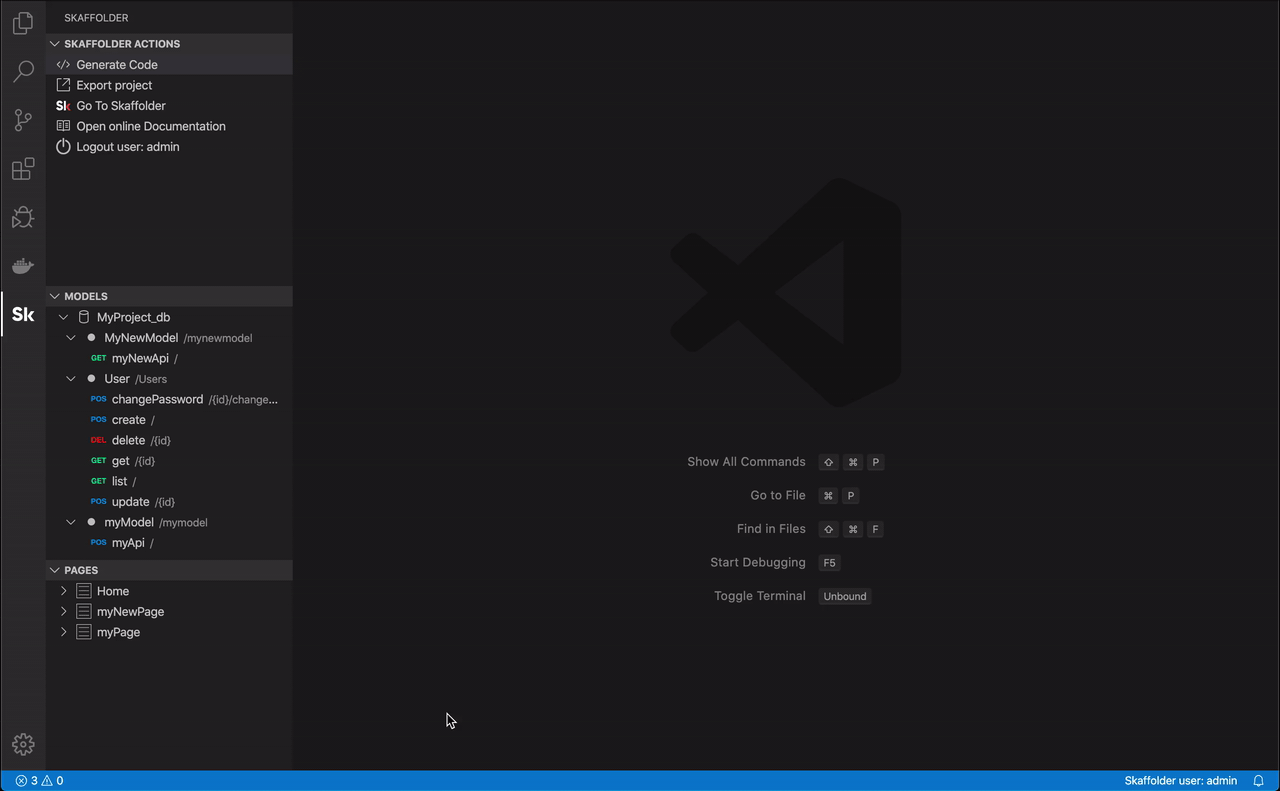 SKAFFOLDER
SKAFFOLDER ACTIONS
Generate Code
Export project
Sk Go To Skaffolder
Open online Documentation
Logout user: admin
Sk
MODELS
MyProject_db
MyNewModel /mynewmodel
GET myNewApi /
User /Users
POS changePassword /{id}/change...
POS create /
DEL delete /{id}
GET get /{id}
GET list /
POS update /{id}
myModel /mymodel
POS myApi /
PAGES
Home
myNewPage
myPage
Show All Commands ⇧ ⌘ P
Go to File ⌘ P
Find in Files ⇧ ⌘ F
Start Debugging F5
Toggle Terminal Unbound
3 0
Skaffolder user: admin